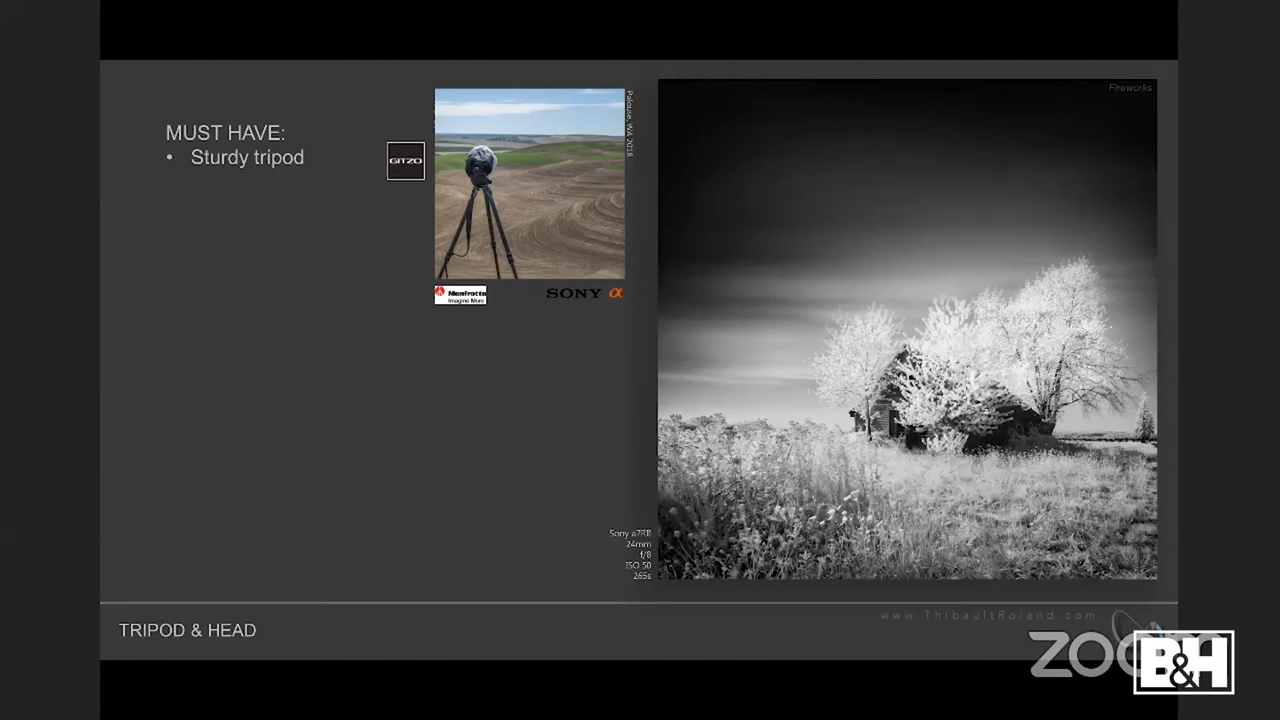 MUST HAVE:
• Sturdy tripod
GITZO
Palouse, WA 2018
Manfrotto
Imagine More
SONY α
Fireworks
Sony a7RII
24mm
f/8
ISO 50
265s
TRIPOD & HEAD
www.ThibaultRoland.com
zoom
B&H